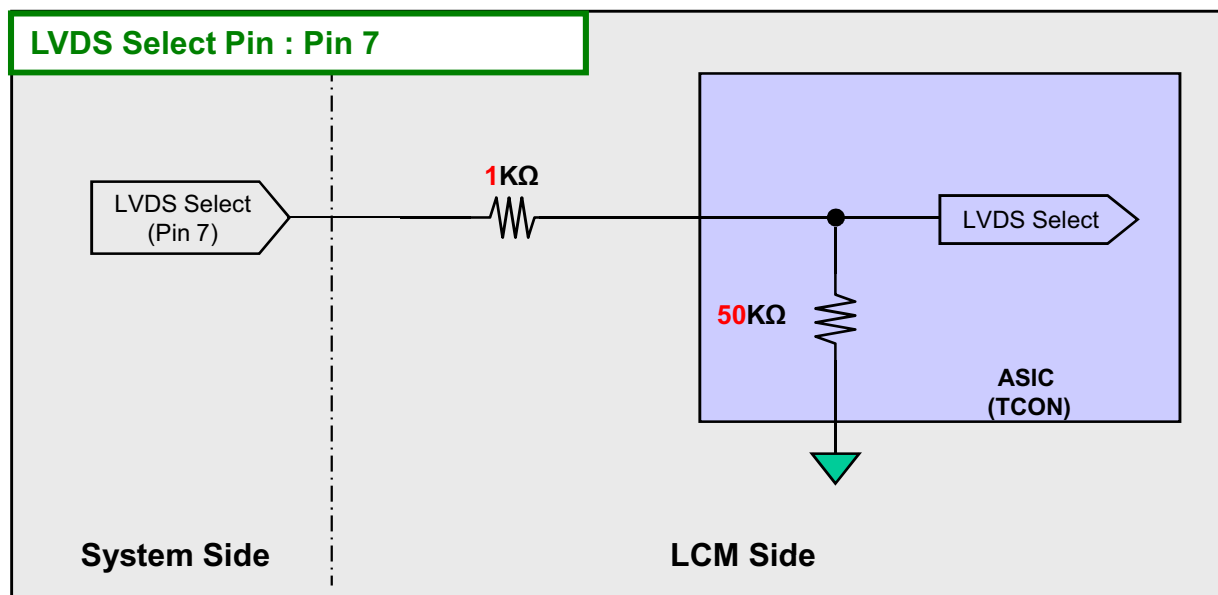 LVDS Select Pin : Pin 7
1KΩ
LVDS Select
(Pin 7)
LVDS Select
50KΩ
ASIC
(TCON)
System Side
LCM Side